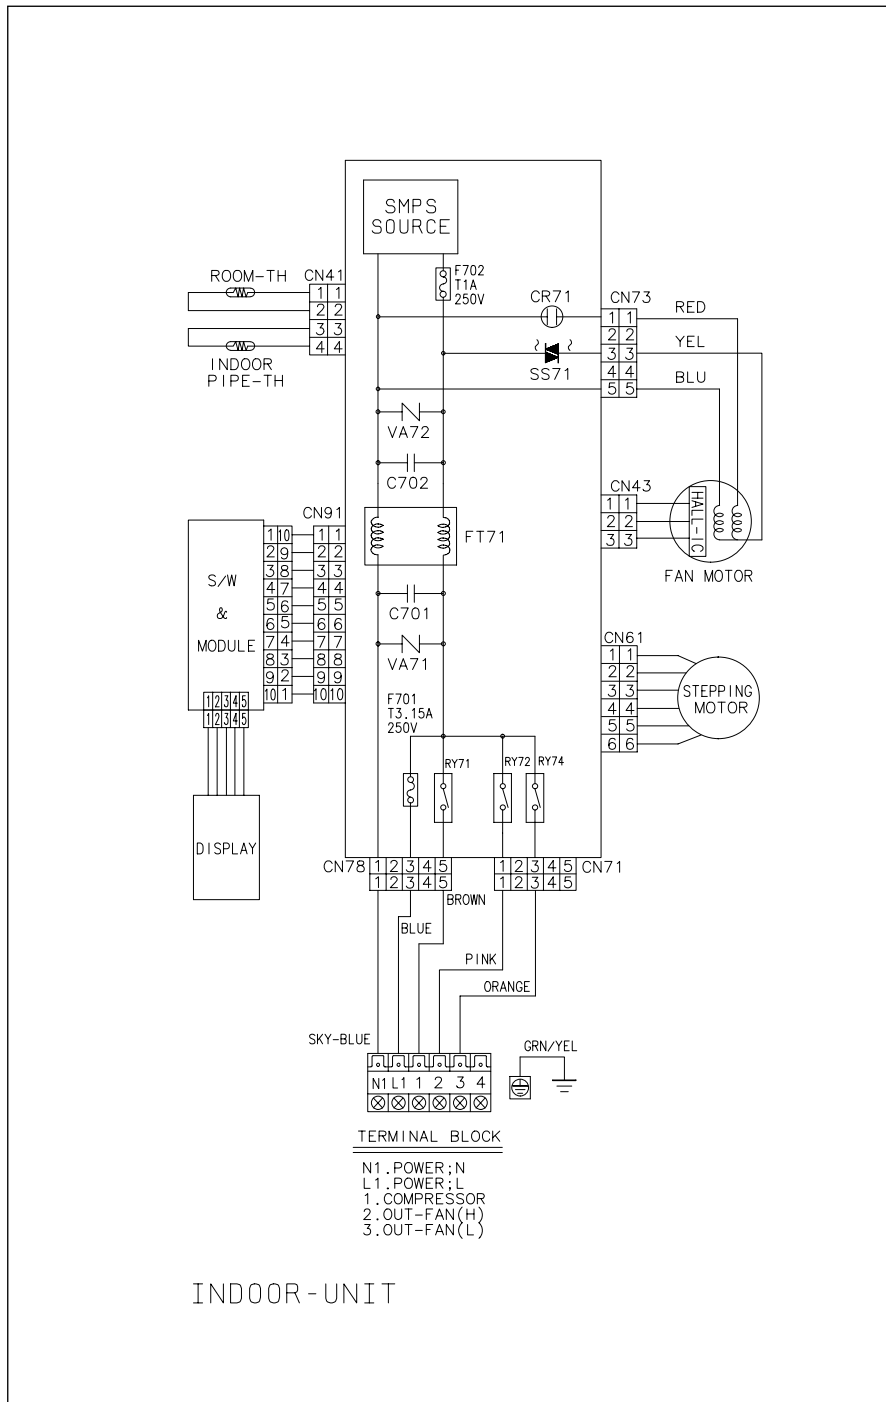 SMPS
SOURCE
F702
T1A
250V
ROOM-TH
CN41
1 1
2 2
3 3
4 4
INDOOR
PIPE-TH
CR71
CN73
1 1
2 2
3 3
4 4
5 5
RED
YEL
BLU
SS71
VA72
C702
CN43
1 1
2 2
3 3
HALL-IC
FAN MOTOR
FT71
CN91
S/W
&
MODULE
1 10 1 1
2 9 2 2
3 8 3 3
4 7 4 4
5 6 5 5
6 5 6 6
7 4 7 7
8 3 8 8
9 2 9 9
10 1 10 10
1 2 3 4 5
1 2 3 4 5
DISPLAY
C701
VA71
CN61
1 1
2 2
3 3
4 4
5 5
6 6
STEPPING
MOTOR
F701
T3.15A
250V
RY71
RY72
RY74
CN78
1 2 3 4 5
1 2 3 4 5
1 2 3 4 5
1 2 3 4 5
CN71
BROWN
BLUE
PINK
ORANGE
SKY-BLUE
GRN/YEL
N1 L1 1 2 3 4
TERMINAL BLOCK
N1.POWER;N
L1.POWER;L
1.COMPRESSOR
2.OUT-FAN(H)
3.OUT-FAN(L)
INDOOR-UNIT